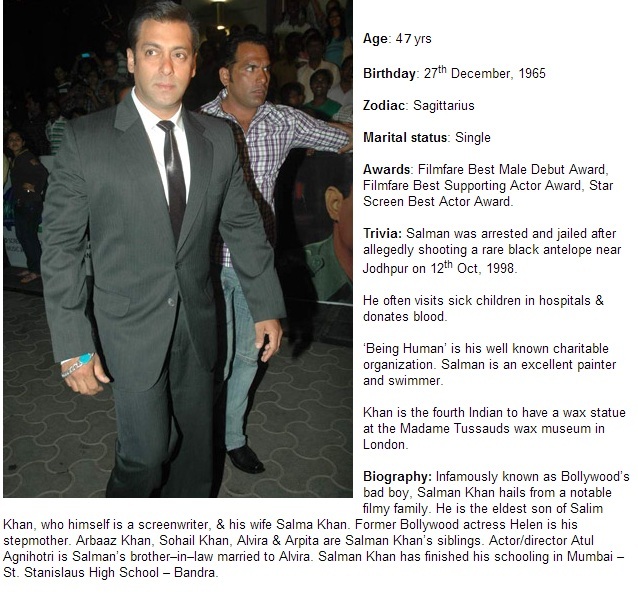 Age: 47 yrs
Birthday: 27th December, 1965
Zodiac: Sagittarius
Marital status: Single
Awards: Filmfare Best Male Debut Award,
Filmfare Best Supporting Actor Award, Star
Screen Best Actor Award.
Trivia: Salman was arrested and jailed after
allegedly shooting a rare black antelope near
Jodhpur on 12th Oct, 1998.
He often visits sick children in hospitals &
donates blood.
‘Being Human’ is his well known charitable
organization. Salman is an excellent painter
and swimmer.
Khan is the fourth Indian to have a wax statue
at the Madame Tussauds wax museum in
London.
Biography: Infamously known as Bollywood’s
bad boy, Salman Khan hails from a notable
filmy family. He is the eldest son of Salim
Khan, who himself is a screenwriter, & his wife Salma Khan. Former Bollywood actress Helen is his
stepmother. Arbaaz Khan, Sohail Khan, Alvira & Arpita are Salman Khan’s siblings. Actor/director Atul
Agnihotri is Salman’s brother–in–law married to Alvira. Salman Khan has finished his schooling in Mumbai –
St. Stanislaus High School – Bandra.